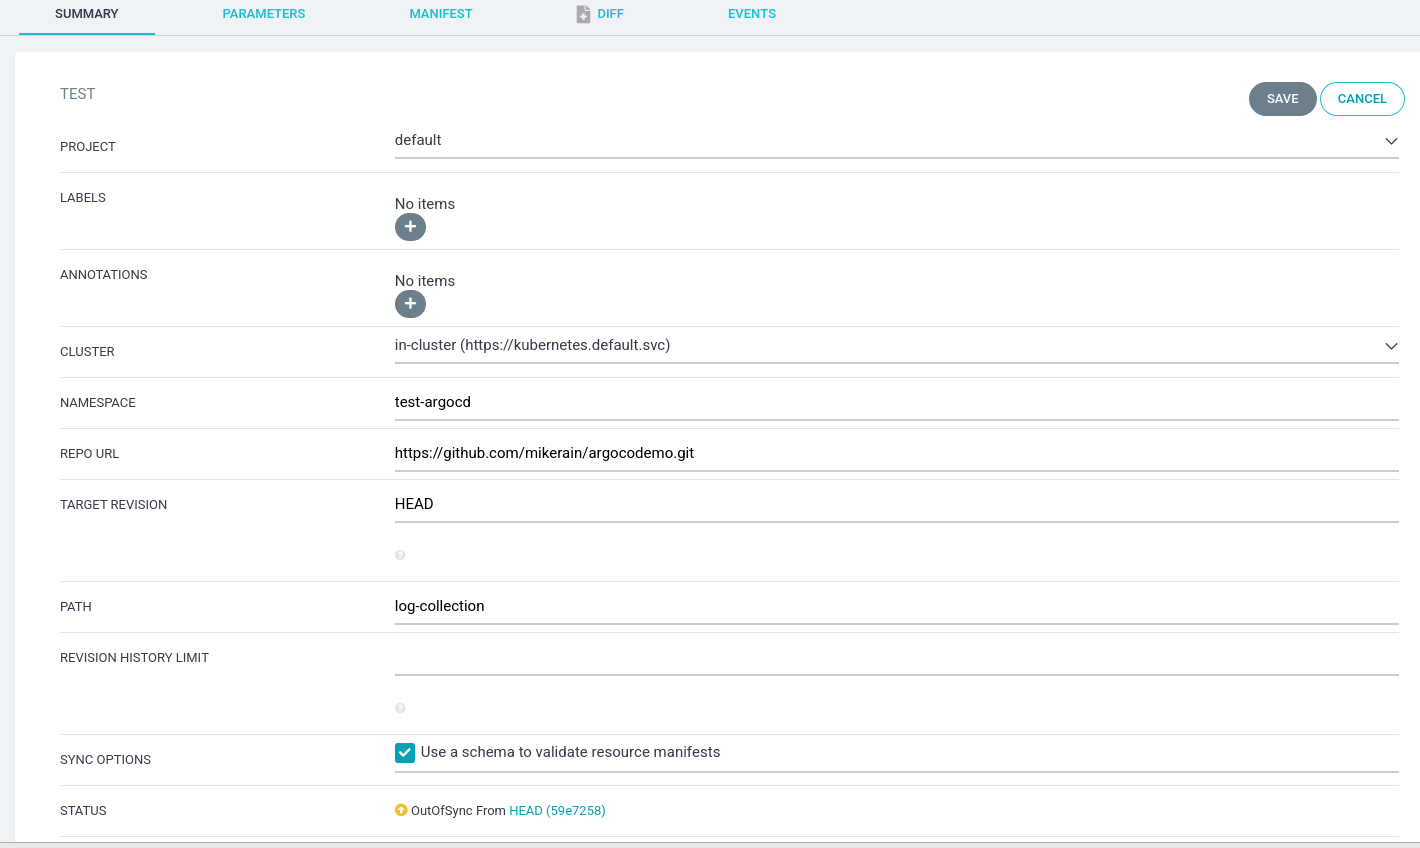 SUMMARY PARAMETERS MANIFEST DIFF EVENTS
TEST SAVE CANCEL
PROJECT default
LABELS No items
+
ANNOTATIONS No items
+
CLUSTER in-cluster (https://kubernetes.default.svc)
NAMESPACE test-argocd
REPO URL https://github.com/mikerain/argocodemo.git
TARGET REVISION HEAD
?
PATH log-collection
REVISION HISTORY LIMIT
?
SYNC OPTIONS Use a schema to validate resource manifests
STATUS OutOfSync From HEAD (59e7258)